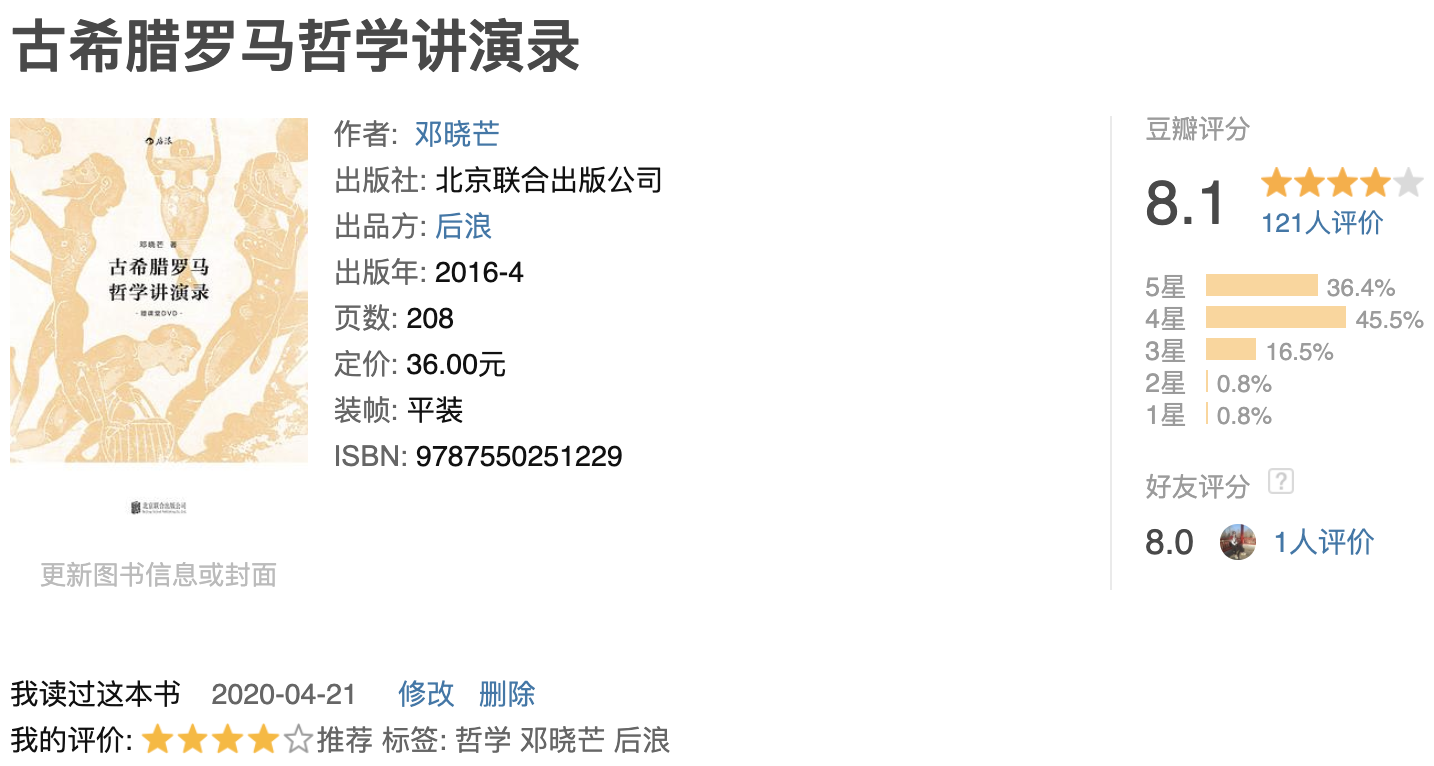 古希腊罗马哲学讲演录
后浪
邓晓芒 著
古希腊罗马
哲学讲演录
北京联合出版公司
更新图书信息或封面
作者: 邓晓芒
出版社: 北京联合出版公司
出品方: 后浪
出版年: 2016-4
页数: 208
定价: 36.00元
装帧: 平装
ISBN: 9787550251229
豆瓣评分
8.1
121人评价
5星 36.4%
4星 45.5%
3星 16.5%
2星 0.8%
1星 0.8%
好友评分 ?
8.0 1人评价
我读过这本书 2020-04-21 修改 删除
我的评价: 推荐 标签: 哲学 邓晓芒 后浪